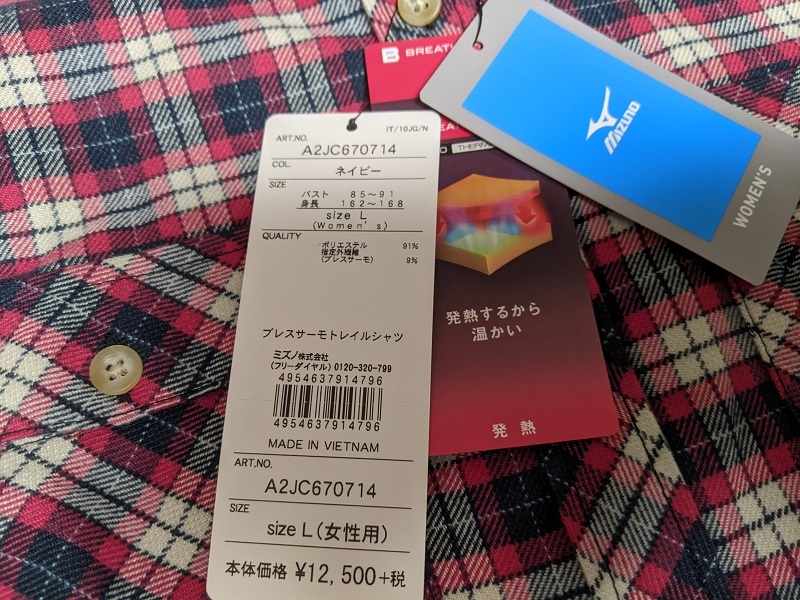 ART.NO.
IT/10JG/N
A2JC670714
COL.
ネイビー
SIZE
バスト 85～91
身長 162～168
size L
(Women's)
QUALITY
ポリエステル 91%
指定外繊維
(ブレスサーモ) 9%
ブレスサーモトレイルシャツ
ミズノ株式会社
(フリーダイヤル) 0120-320-799
4954637914796
4954637914796
MADE IN VIETNAM
ART.NO.
A2JC670714
SIZE
size L(女性用)
本体価格 ¥12,500+税
B BREAT
THERM
発熱するから
温かい
発熱
MIZUNO
WOMEN'S